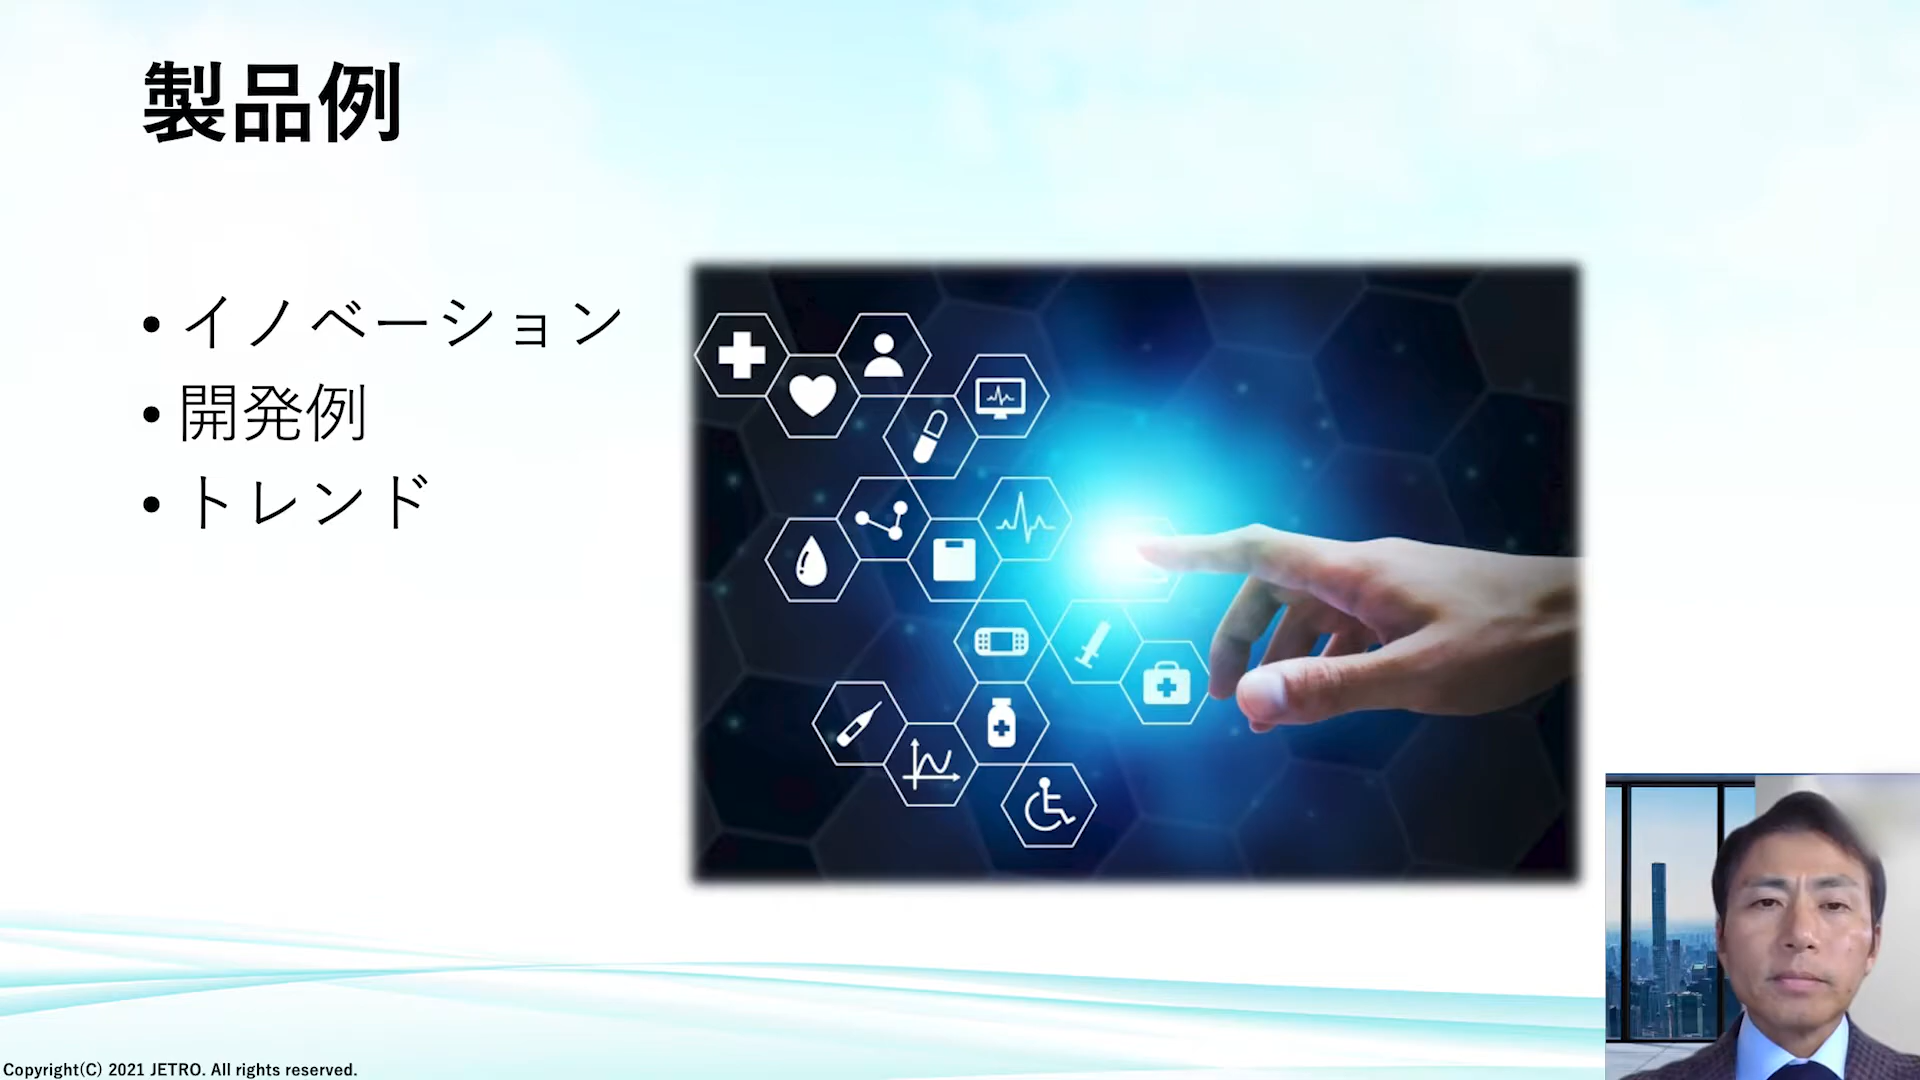 製品例
• イノベーション
• 開発例
• トレンド
Copyright(C) 2021 JETRO. All rights reserved.